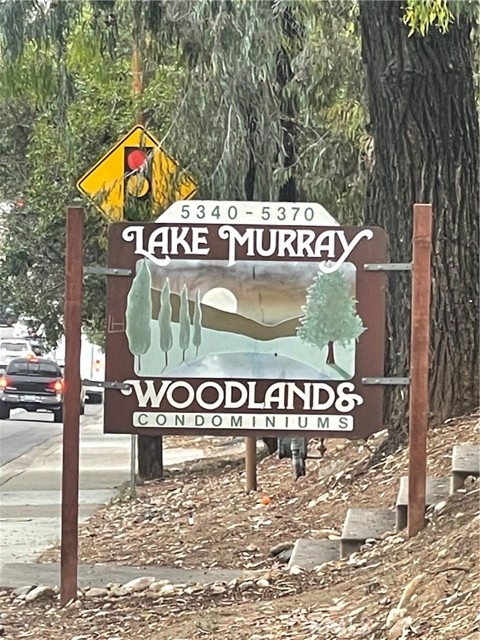 5340-5370
LAKE MURRAY
WOODLANDS
CONDOMINIUMS